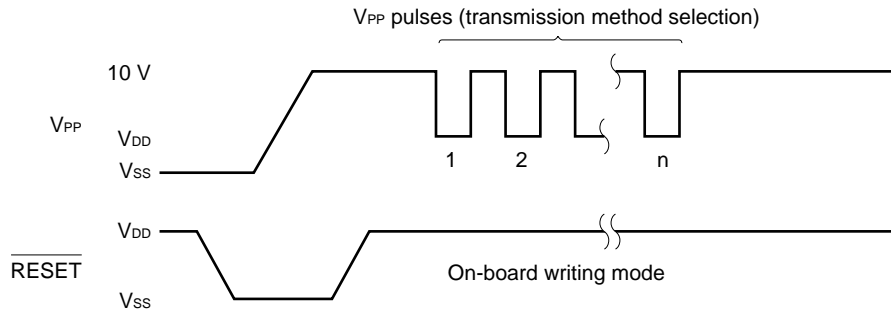 VPP pulses (transmission method selection)
10 V
VPP
VDD
VSS
1 2 n
VDD
RESET
VSS
On-board writing mode